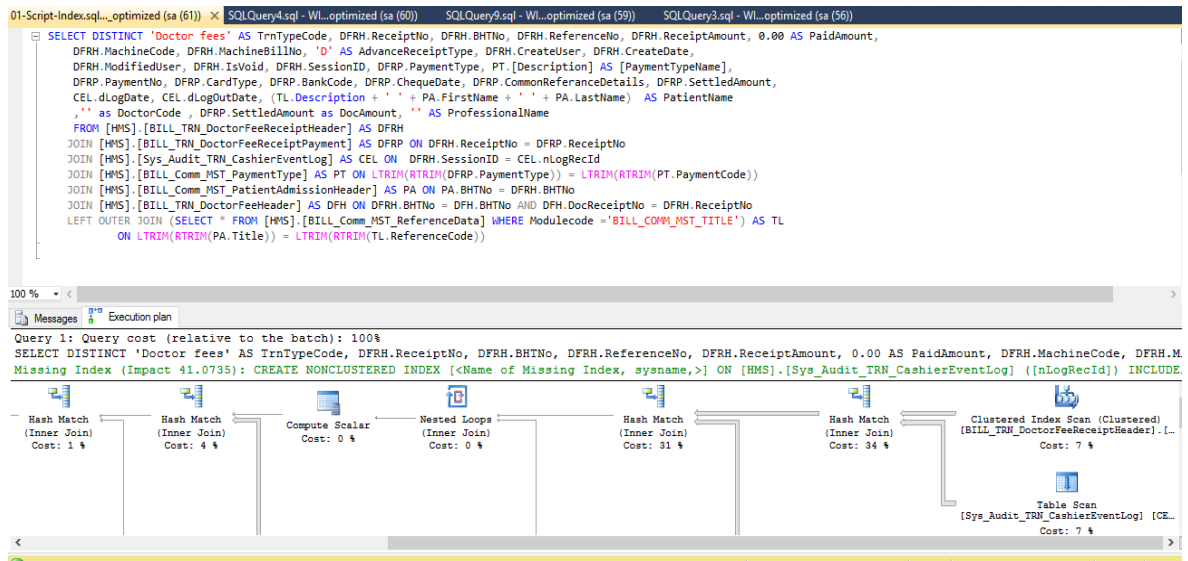 01-Script-Index.sql..._optimized (sa (61)) × SQLQuery4.sql - WI...optimized (sa (60)) SQLQuery9.sql - WI...optimized (sa (59)) SQLQuery3.sql - WI...optimized (sa (56))
SELECT DISTINCT 'Doctor fees' AS TrnTypeCode, DFRH.ReceiptNo, DFRH.BHTNo, DFRH.ReferenceNo, DFRH.ReceiptAmount, 0.00 AS PaidAmount,
DFRH.MachineCode, DFRH.MachineBillNo, 'D' AS AdvanceReceiptType, DFRH.CreateUser, DFRH.CreateDate,
DFRH.ModifiedUser, DFRH.IsVoid, DFRH.SessionID, DFRP.PaymentType, PT.[Description] AS [PaymentTypeName],
DFRP.PaymentNo, DFRP.CardType, DFRP.BankCode, DFRP.ChequeDate, DFRP.CommonReferanceDetails, DFRP.SettledAmount,
CEL.dLogDate, CEL.dLogOutDate, (TL.Description + ' ' + PA.FirstName + ' ' + PA.LastName) AS PatientName
,'' as DoctorCode , DFRP.SettledAmount as DocAmount, '' AS ProfessionalName
FROM [HMS].[BILL_TRN_DoctorFeeReceiptHeader] AS DFRH
JOIN [HMS].[BILL_TRN_DoctorFeeReceiptPayment] AS DFRP ON DFRH.ReceiptNo = DFRP.ReceiptNo
JOIN [HMS].[Sys_Audit_TRN_CashierEventLog] AS CEL ON DFRH.SessionID = CEL.nLogRecId
JOIN [HMS].[BILL_Comm_MST_PaymentType] AS PT ON LTRIM(RTRIM(DFRP.PaymentType)) = LTRIM(RTRIM(PT.PaymentCode))
JOIN [HMS].[BILL_Comm_MST_PatientAdmissionHeader] AS PA ON PA.BHTNo = DFRH.BHTNo
JOIN [HMS].[BILL_TRN_DoctorFeeHeader] AS DFH ON DFRH.BHTNo = DFH.BHTNo AND DFH.DocReceiptNo = DFRH.ReceiptNo
LEFT OUTER JOIN (SELECT * FROM [HMS].[BILL_Comm_MST_ReferenceData] WHERE Modulecode ='BILL_COMM_MST_TITLE') AS TL
ON LTRIM(RTRIM(PA.Title)) = LTRIM(RTRIM(TL.ReferenceCode))
100 %
Messages Execution plan
Query 1: Query cost (relative to the batch): 100%
SELECT DISTINCT 'Doctor fees' AS TrnTypeCode, DFRH.ReceiptNo, DFRH.BHTNo, DFRH.ReferenceNo, DFRH.ReceiptAmount, 0.00 AS PaidAmount, DFRH.MachineCode, DFRH.M
Missing Index (Impact 41.0735): CREATE NONCLUSTERED INDEX [<Name of Missing Index, sysname,>] ON [HMS].[Sys_Audit_TRN_CashierEventLog] ([nLogRecId]) INCLUDE
Hash Match
(Inner Join)
Cost: 1 %
Hash Match
(Inner Join)
Cost: 4 %
Compute Scalar
Cost: 0 %
Nested Loops
(Inner Join)
Cost: 0 %
Hash Match
(Inner Join)
Cost: 31 %
Hash Match
(Inner Join)
Cost: 34 %
Clustered Index Scan (Clustered)
[BILL_TRN_DoctorFeeReceiptHeader].[...
Cost: 7 %
Table Scan
[Sys_Audit_TRN_CashierEventLog] [CE...
Cost: 7 %